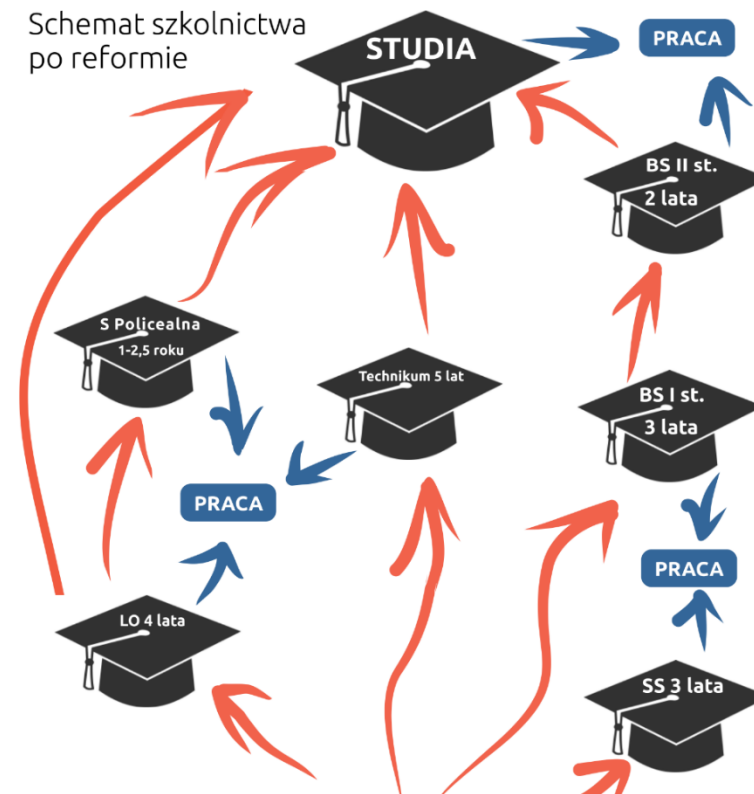 Schemat szkolnictwa
po reformie
STUDIA
PRACA
BS II st.
2 lata
S Policealna
1-2,5 roku
Technikum 5 lat
BS I st.
3 lata
PRACA
PRACA
LO 4 lata
SS 3 lata